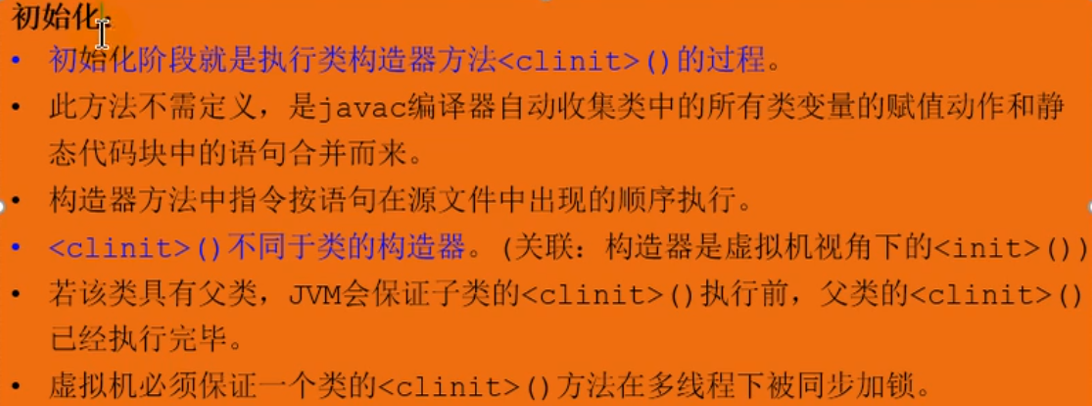 初始化:
• 初始化阶段就是执行类构造器方法<clinit>()的过程。
• 此方法不需定义，是javac编译器自动收集类中的所有类变量的赋值动作和静
态代码块中的语句合并而来。
• 构造器方法中指令按语句在源文件中出现的顺序执行。
• <clinit>()不同于类的构造器。(关联：构造器是虚拟机视角下的<init>())
• 若该类具有父类，JVM会保证子类的<clinit>()执行前，父类的<clinit>()
已经执行完毕。
• 虚拟机必须保证一个类的<clinit>()方法在多线程下被同步加锁。